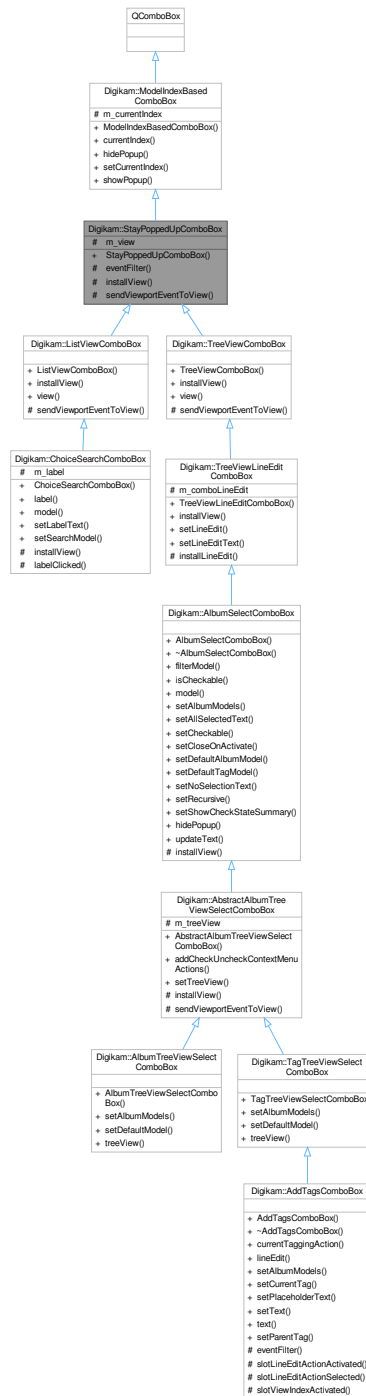 QComboBox
Digikam::ModelIndexBased
ComboBox
# m_currentIndex
+ ModelIndexBasedComboBox()
+ currentIndex()
+ hidePopup()
+ setCurrentIndex()
+ showPopup()
Digikam::StayPoppedUpComboBox
# m_view
+ StayPoppedUpComboBox()
# eventFilter()
# installView()
# sendViewportEventToView()
Digikam::ListViewComboBox
+ ListViewComboBox()
+ installView()
+ view()
# sendViewportEventToView()
Digikam::TreeViewComboBox
+ TreeViewComboBox()
+ installView()
+ view()
# sendViewportEventToView()
Digikam::ChoiceSearchComboBox
# m_label
+ ChoiceSearchComboBox()
+ label()
+ model()
+ setLabelText()
+ setSearchModel()
# installView()
# labelClicked()
Digikam::TreeViewLineEdit
ComboBox
# m_comboLineEdit
+ TreeViewLineEditComboBox()
+ installView()
+ setLineEdit()
+ setLineEditText()
# installLineEdit()
Digikam::AlbumSelectComboBox
+ AlbumSelectComboBox()
+ ~AlbumSelectComboBox()
+ filterModel()
+ isCheckable()
+ model()
+ setAlbumModels()
+ setAllSelectedText()
+ setCheckable()
+ setCloseOnActivate()
+ setDefaultAlbumModel()
+ setDefaultTagModel()
+ setNoSelectionText()
+ setRecursive()
+ setShowCheckStateSummary()
+ hidePopup()
+ updateText()
# installView()
Digikam::AbstractAlbumTree
ViewSelectComboBox
# m_treeView
+ AbstractAlbumTreeViewSelect
ComboBox()
+ addCheckUncheckContextMenu
Actions()
+ setTreeView()
# installView()
# sendViewportEventToView()
Digikam::AlbumTreeViewSelect
ComboBox
+ AlbumTreeViewSelectCombo
Box()
+ setAlbumModels()
+ setDefaultModel()
+ treeView()
Digikam::TagTreeViewSelect
ComboBox
+ TagTreeViewSelectComboBox()
+ setAlbumModels()
+ setDefaultModel()
+ treeView()
Digikam::AddTagsComboBox
+ AddTagsComboBox()
+ ~AddTagsComboBox()
+ currentTaggingAction()
+ lineEdit()
+ setAlbumModels()
+ setCurrentTag()
+ setPlaceholderText()
+ setText()
+ text()
+ setParentTag()
# eventFilter()
# slotLineEditActionActivated()
# slotLineEditActionSelected()
# slotViewIndexActivated()